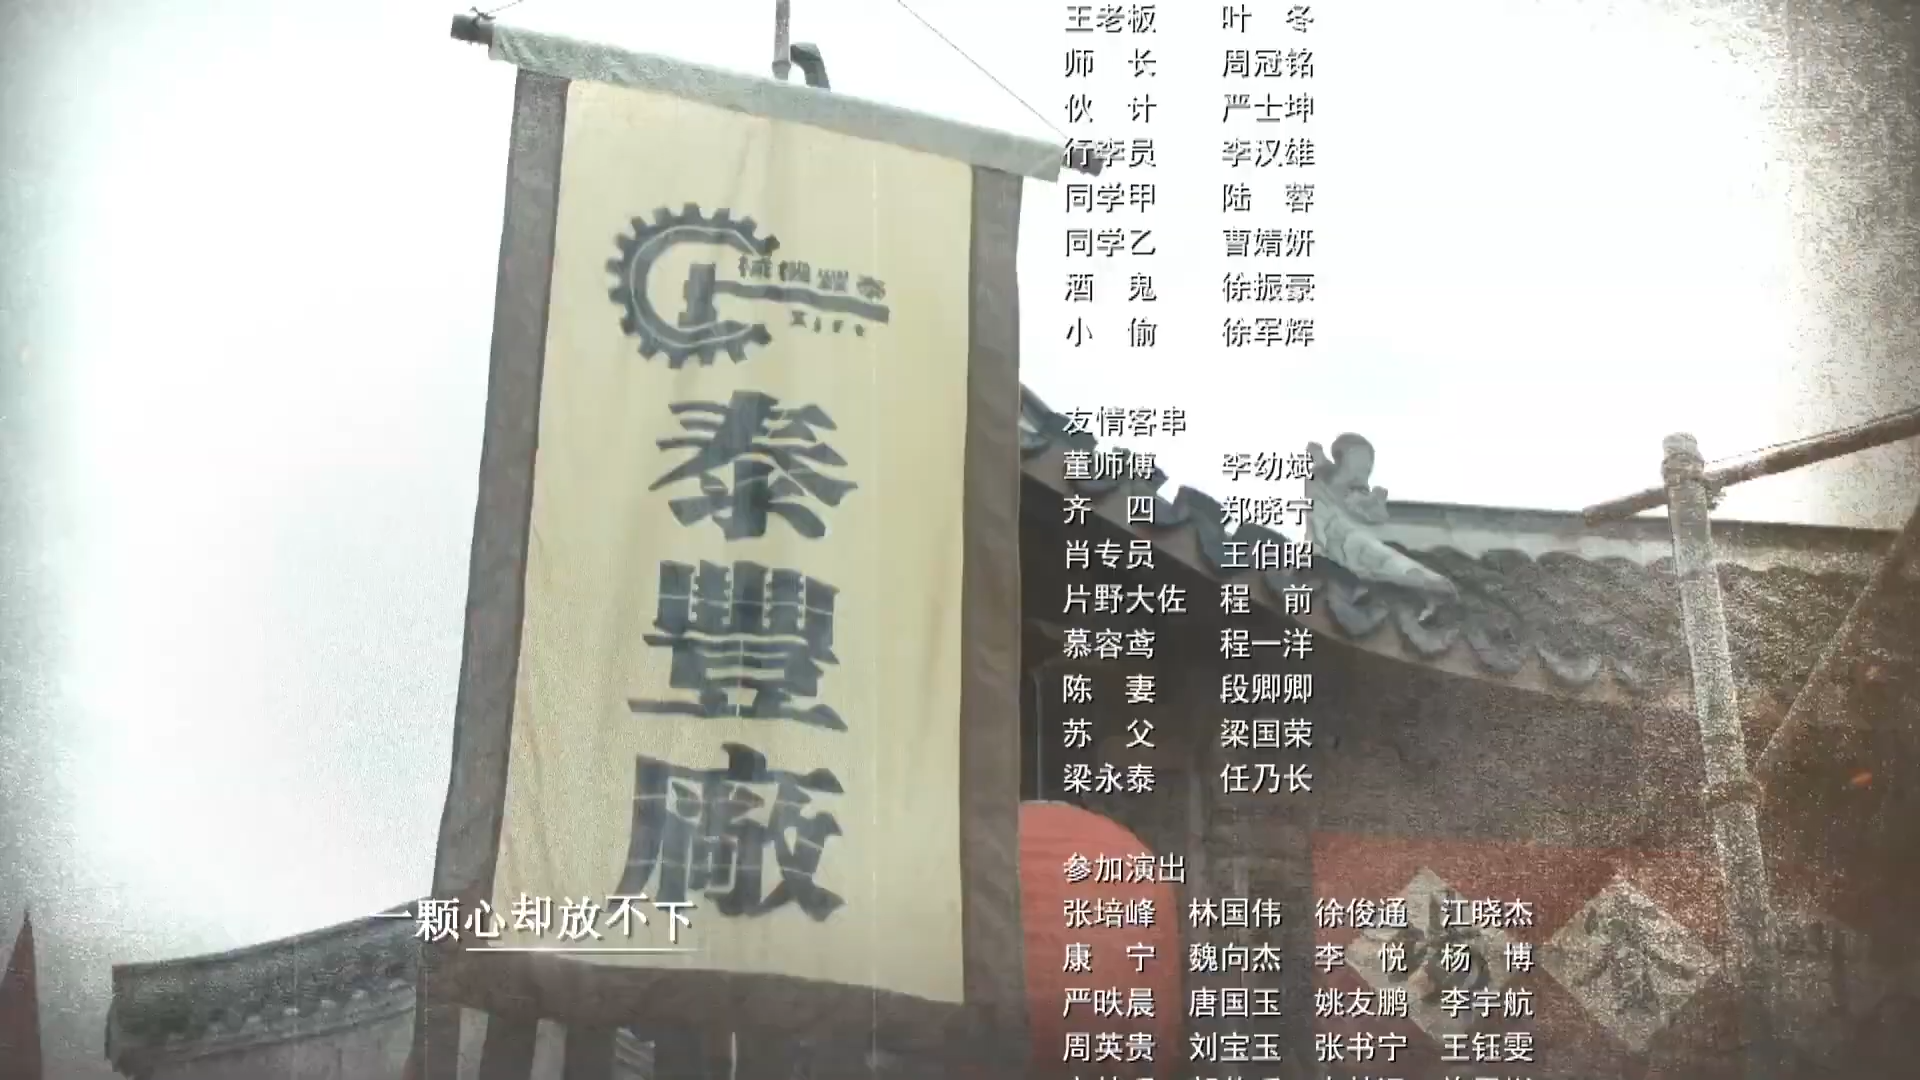 泰豐機械
泰
豐
廠
一颗心却放不下
王老板 叶 冬
师 长 周冠铭
伙 计 严士坤
行李员 李汉雄
同学甲 陆 蓉
同学乙 曹婧妍
酒 鬼 徐振豪
小 偷 徐军辉
友情客串
董师傅 李幼斌
齐 四 郑晓宁
肖专员 王伯昭
片野大佐 程 前
慕容鸢 程一洋
陈 妻 段卿卿
苏 父 梁国荣
梁永泰 任乃长
参加演出
张培峰 林国伟 徐俊通 江晓杰
康 宁 魏向杰 李 悦 杨 博
严昳晨 唐国玉 姚友鹏 李宇航
周英贵 刘宝玉 张书宁 王钰雯